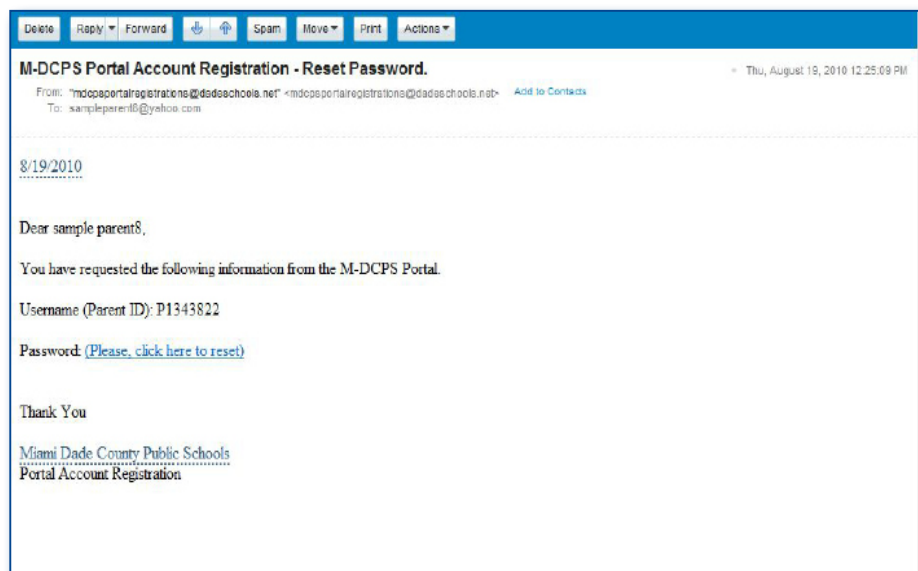 Delete Reply Forward Spam Move Print Actions
M-DCPS Portal Account Registration - Reset Password.
Thu, August 19, 2010 12:25:09 PM
From: "mdcpsportalregistrations@dadeschools.net" <mdcpsportalregistrations@dadeschools.net> Add to Contacts
To: sampleparent8@yahoo.com
8/19/2010
Dear sample parent8,
You have requested the following information from the M-DCPS Portal.
Username (Parent ID): P1343822
Password: (Please, click here to reset)
Thank You
Miami Dade County Public Schools
Portal Account Registration